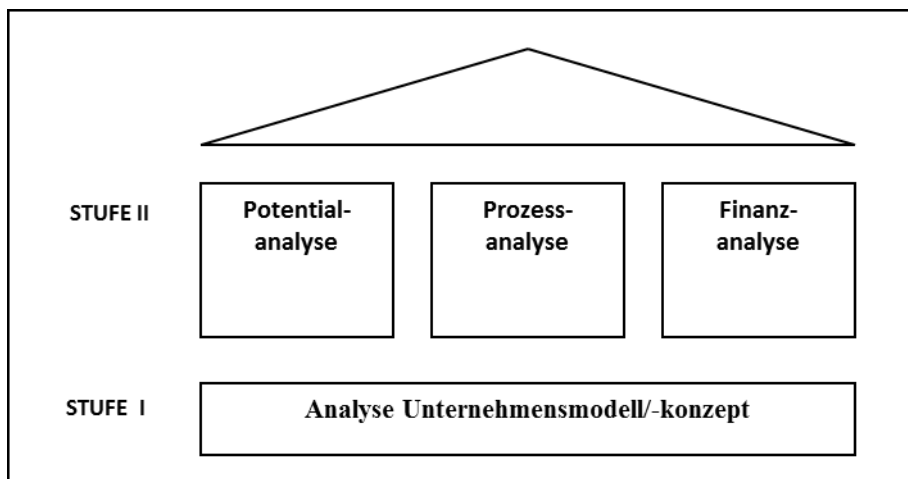 STUFE II
Potential-
analyse
Prozess-
analyse
Finanz-
analyse
STUFE I
Analyse Unternehmensmodell/-konzept